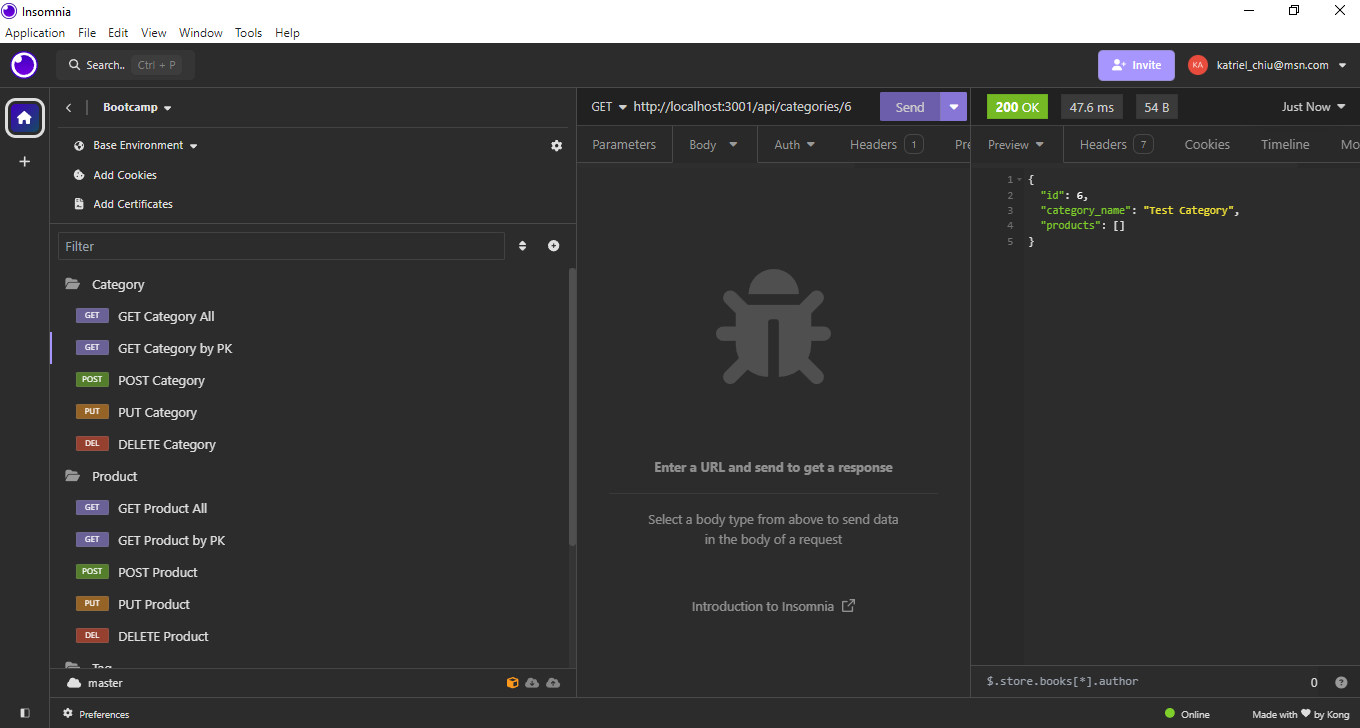 Insomnia
Application File Edit View Window Tools Help
Search.. Ctrl + P
Invite
KA
katriel_chiu@msn.com
Bootcamp
Base Environment
Add Cookies
Add Certificates
Filter
Category
GET GET Category All
GET GET Category by PK
POST POST Category
PUT PUT Category
DEL DELETE Category
Product
GET GET Product All
GET GET Product by PK
POST POST Product
PUT PUT Product
DEL DELETE Product
Tag
master
Preferences
GET http://localhost:3001/api/categories/6 Send
Parameters Body Auth Headers 1 Pre
Enter a URL and send to get a response
Select a body type from above to send data
in the body of a request
Introduction to Insomnia
200 OK 47.6 ms 54 B Just Now
Preview Headers 7 Cookies Timeline Mo
1 {
2 "id": 6,
3 "category_name": "Test Category",
4 "products": []
5 }
$.store.books[*].author 0 ?
Online Made with by Kong